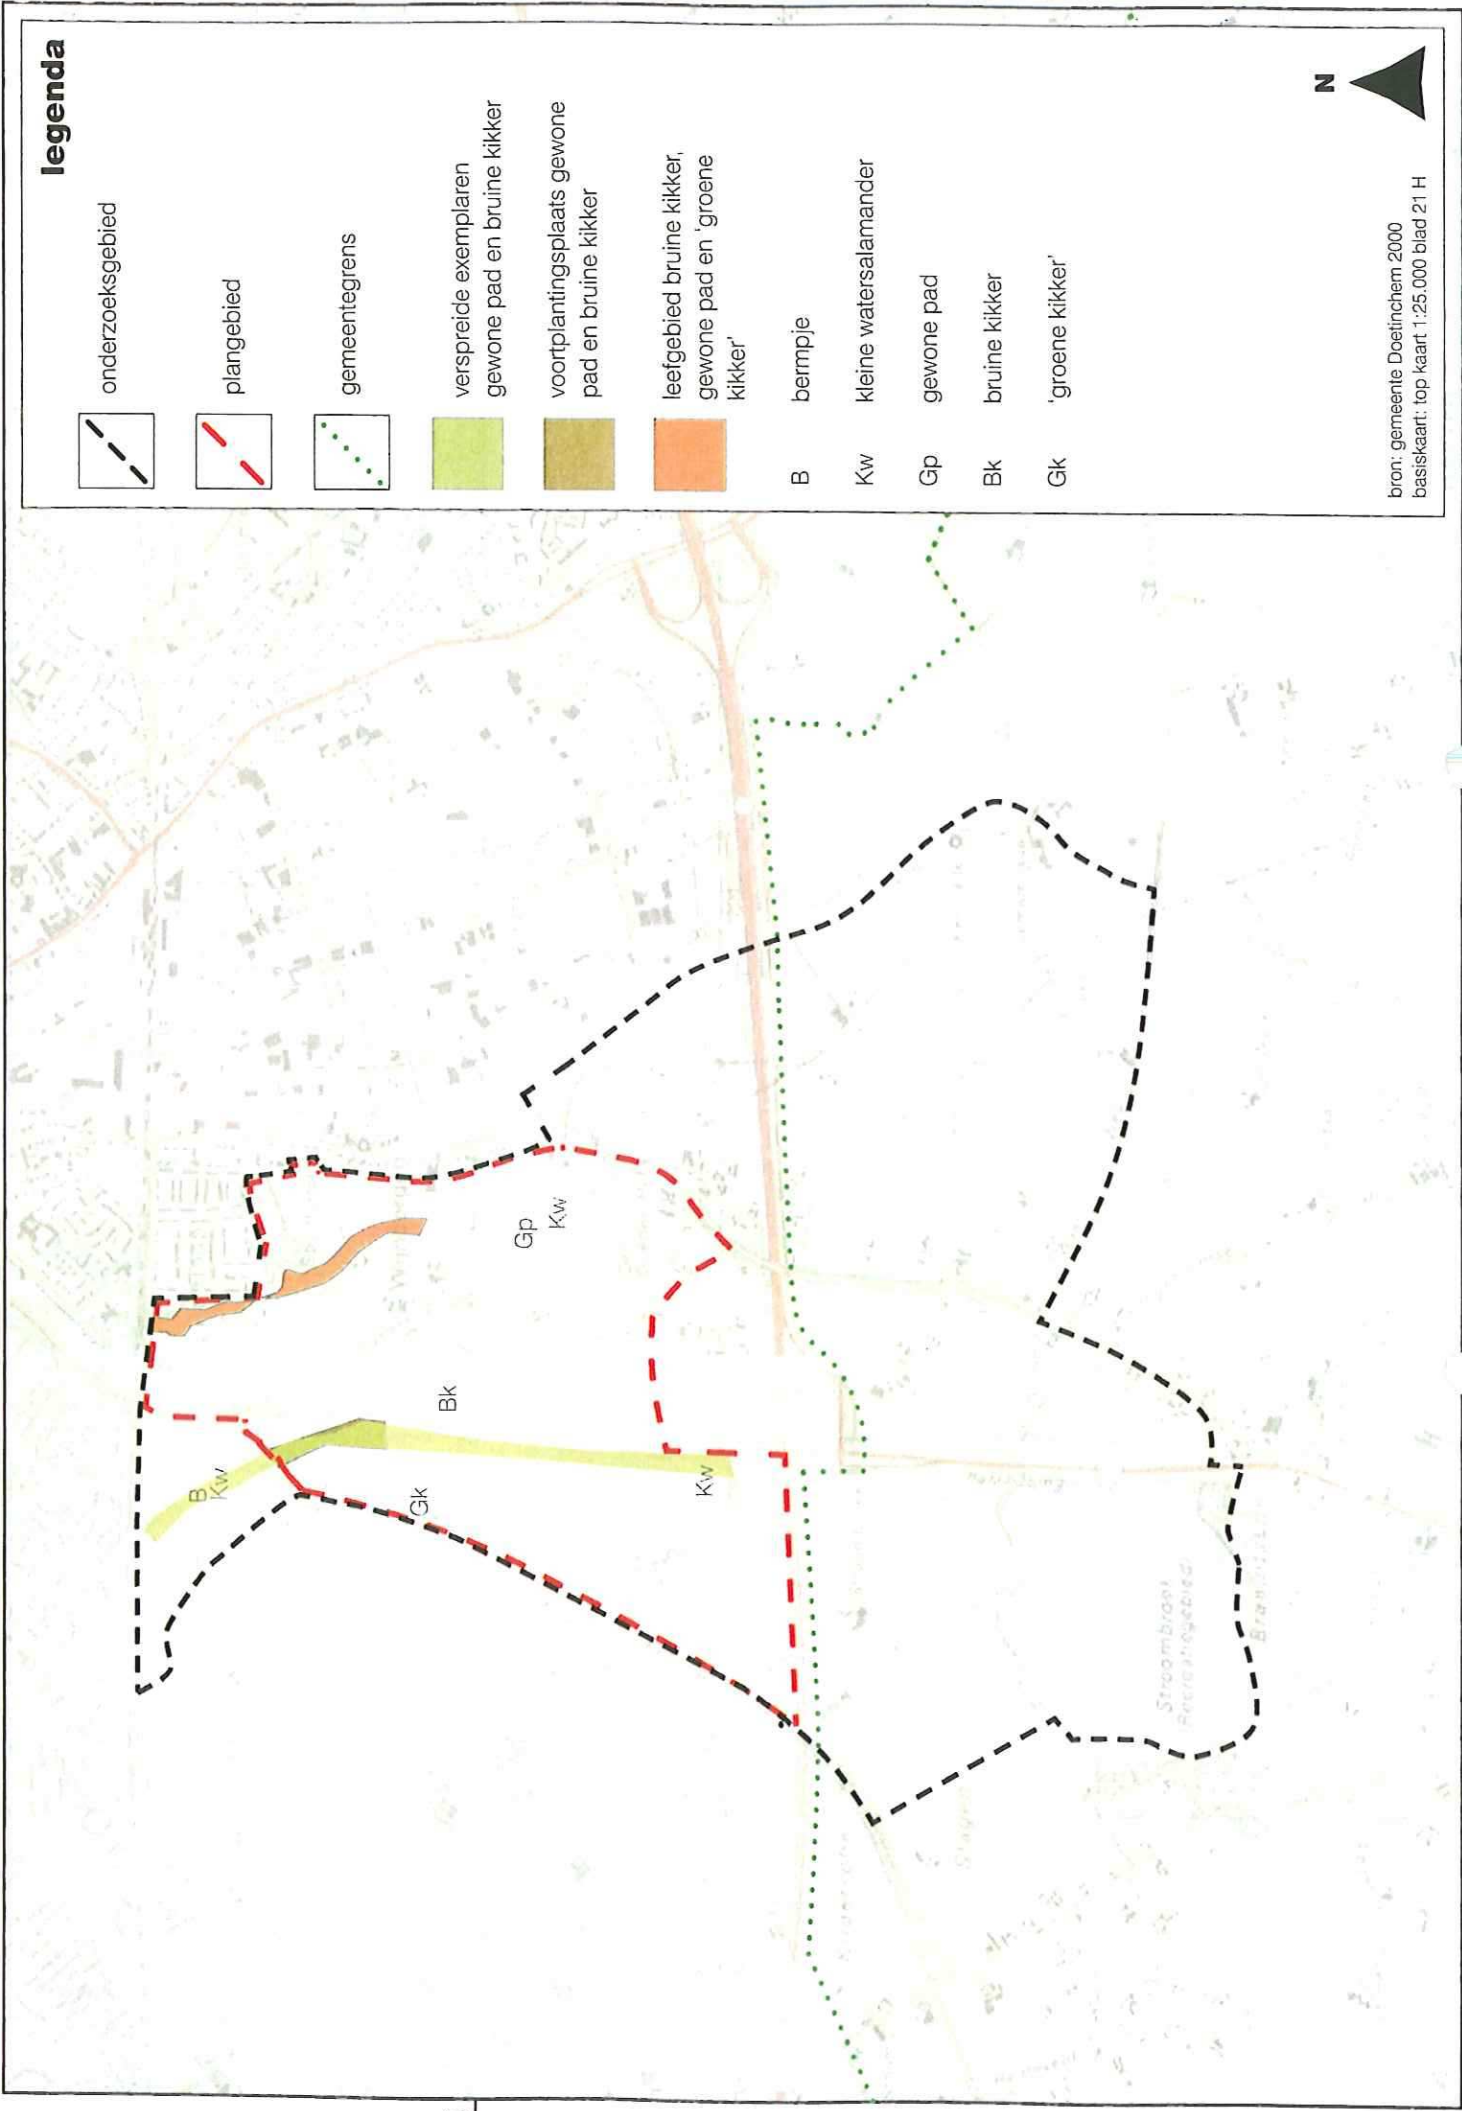 legenda
onderzoeksgebied
plangebied
gemeentegrens
verspreide exemplaren
gewone pad en bruine kikker
voortplantingsplaats gewone
pad en bruine kikker
leefgebied bruine kikker,
gewone pad en 'groene
kikker'
B bermpje
Kw kleine watersalamander
Gp gewone pad
Bk bruine kikker
Gk 'groene kikker'
N
bron: gemeente Doetinchem 2000
basiskaart: top kaart 1:25.000 blad 21 H
B
Kw
Gk
Bk
Kw
Gp
Kw
Stroombroek
Recreatiegebied